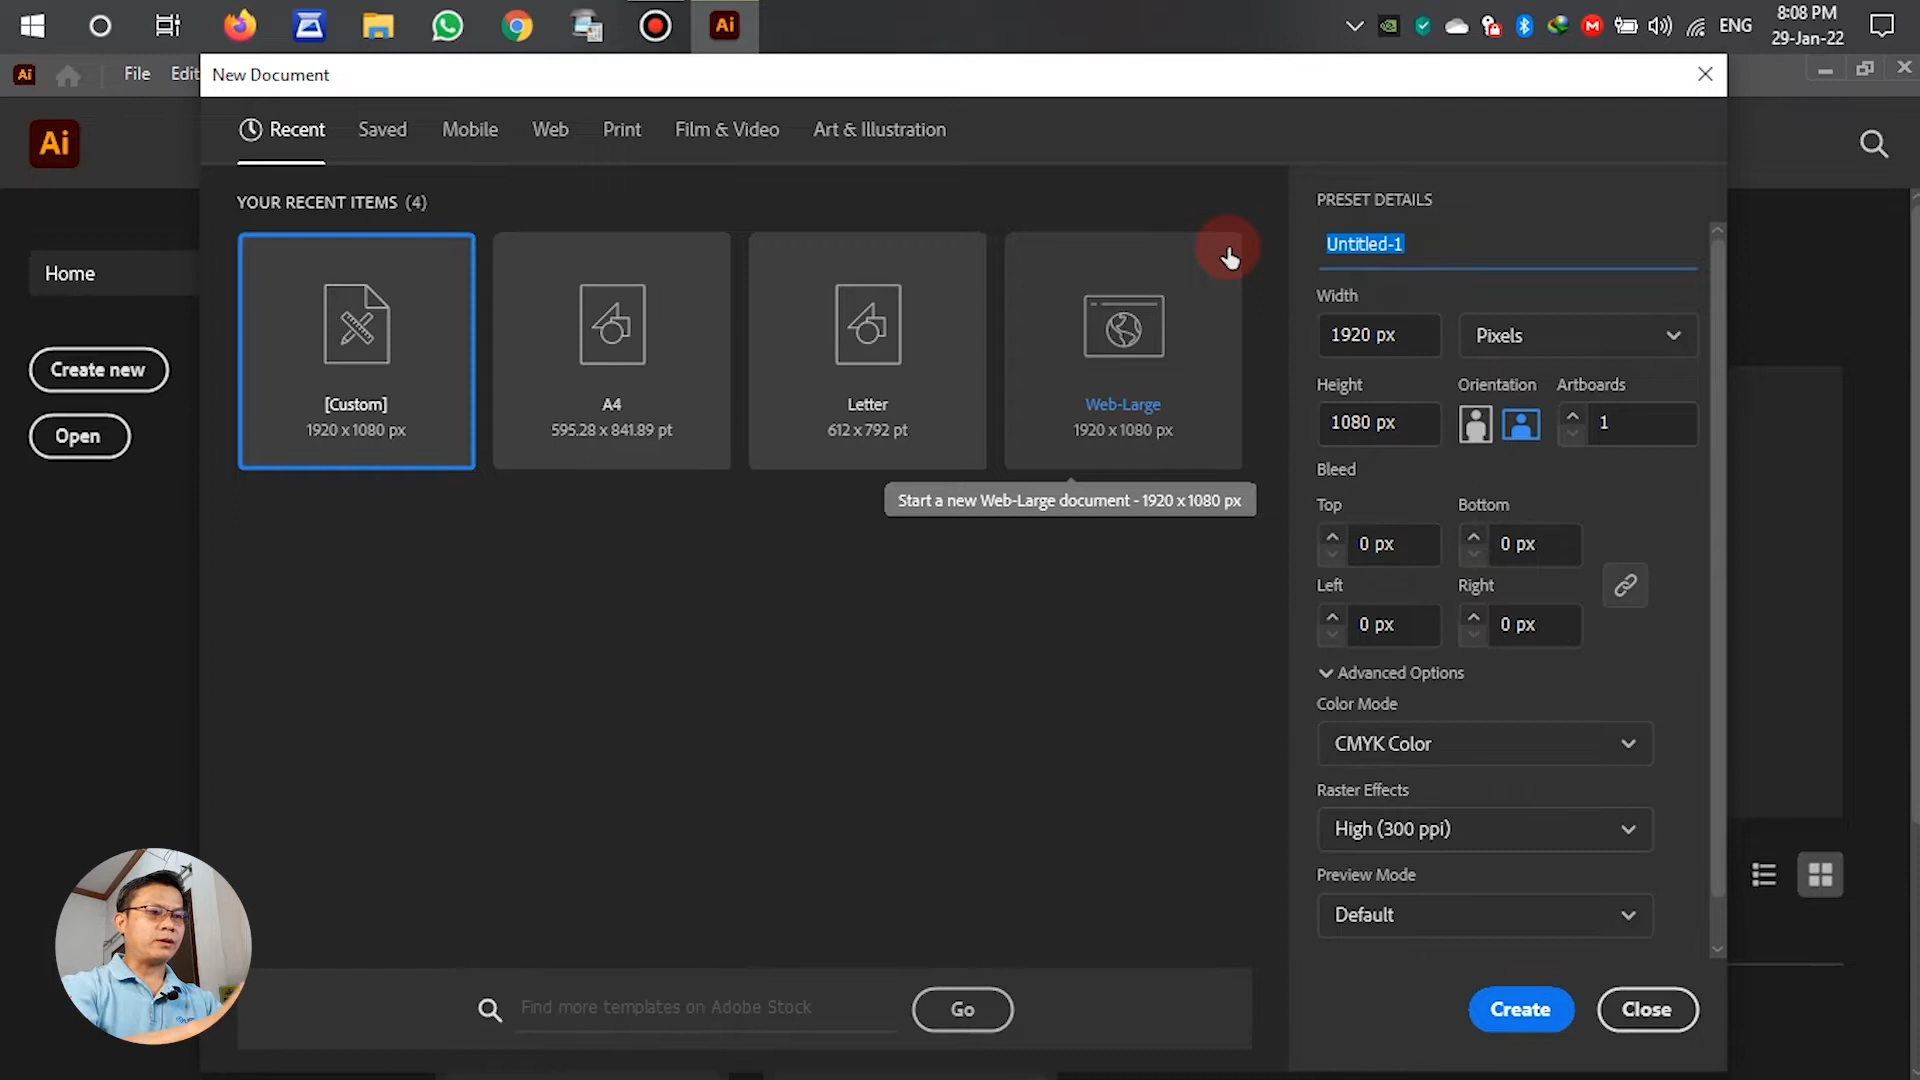 Ai
8:08 PM
ENG
29-Jan-22
Ai
File
Edit
New Document
Ai
Recent
Saved
Mobile
Web
Print
Film & Video
Art & Illustration
Home
Create new
Open
YOUR RECENT ITEMS (4)
[Custom]
1920 x 1080 px
A4
595.28 x 841.89 pt
Letter
612 x 792 pt
Web-Large
1920 x 1080 px
Start a new Web-Large document - 1920 x 1080 px
PRESET DETAILS
Untitled-1
Width
1920 px
Pixels
Height
Orientation
Artboards
1080 px
1
Bleed
Top
Bottom
0 px
0 px
Left
Right
0 px
0 px
Advanced Options
Color Mode
CMYK Color
Raster Effects
High (300 ppi)
Preview Mode
Default
Find more templates on Adobe Stock
Go
Create
Close